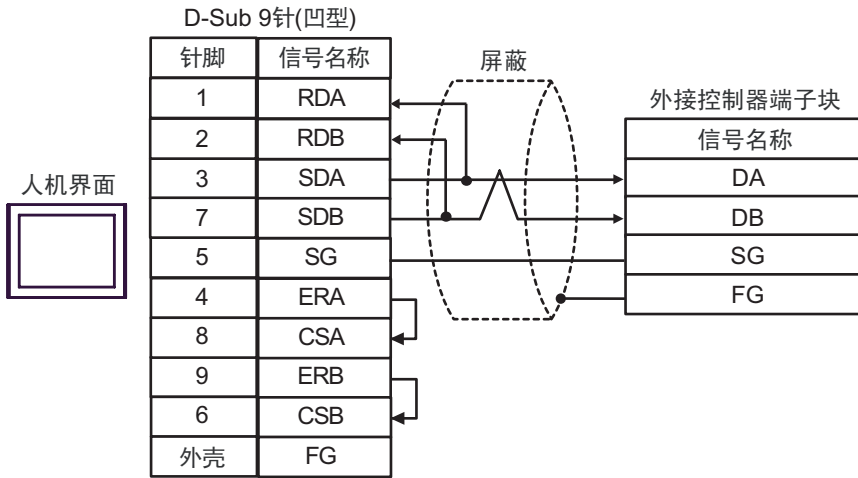 D-Sub 9针(凹型)
针脚 信号名称
1 RDA
2 RDB
3 SDA
7 SDB
5 SG
4 ERA
8 CSA
9 ERB
6 CSB
外壳 FG
人机界面
屏蔽
外接控制器端子块
信号名称
DA
DB
SG
FG